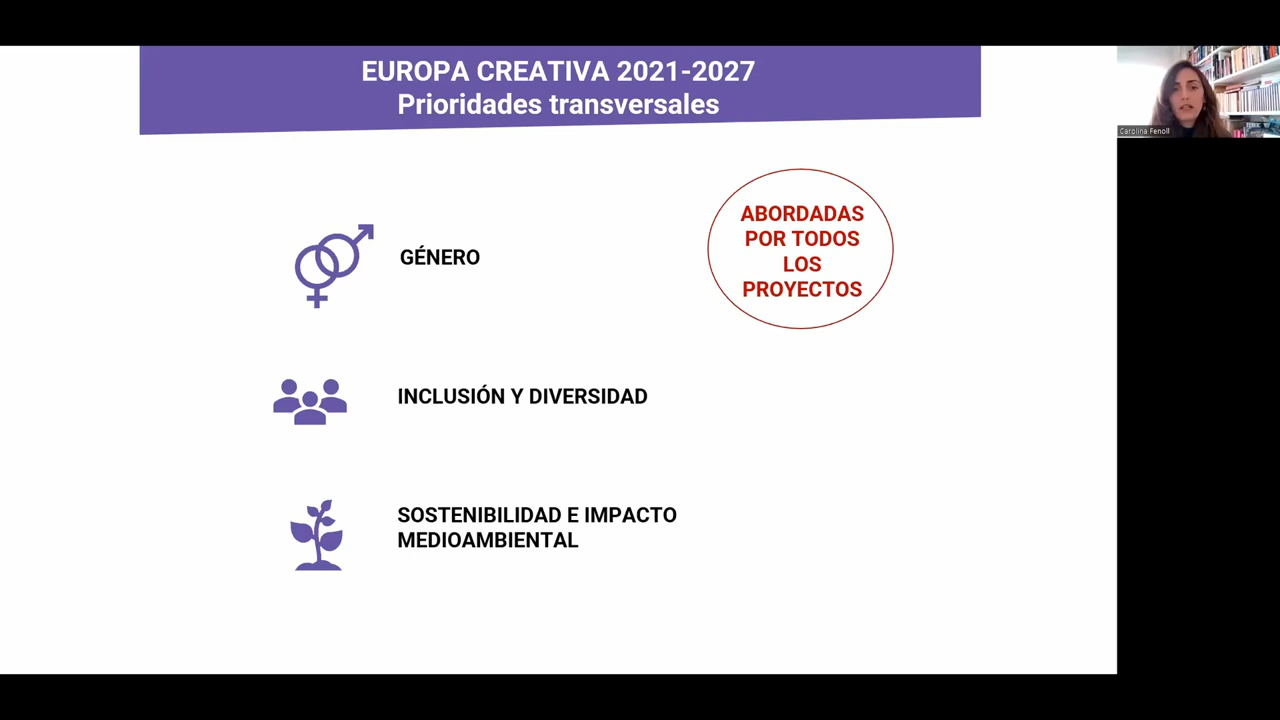 EUROPA CREATIVA 2021-2027
Prioridades transversales
GÉNERO
ABORDADAS
POR TODOS
LOS
PROYECTOS
INCLUSIÓN Y DIVERSIDAD
SOSTENIBILIDAD E IMPACTO
MEDIOAMBIENTAL
Carolina Fenoll